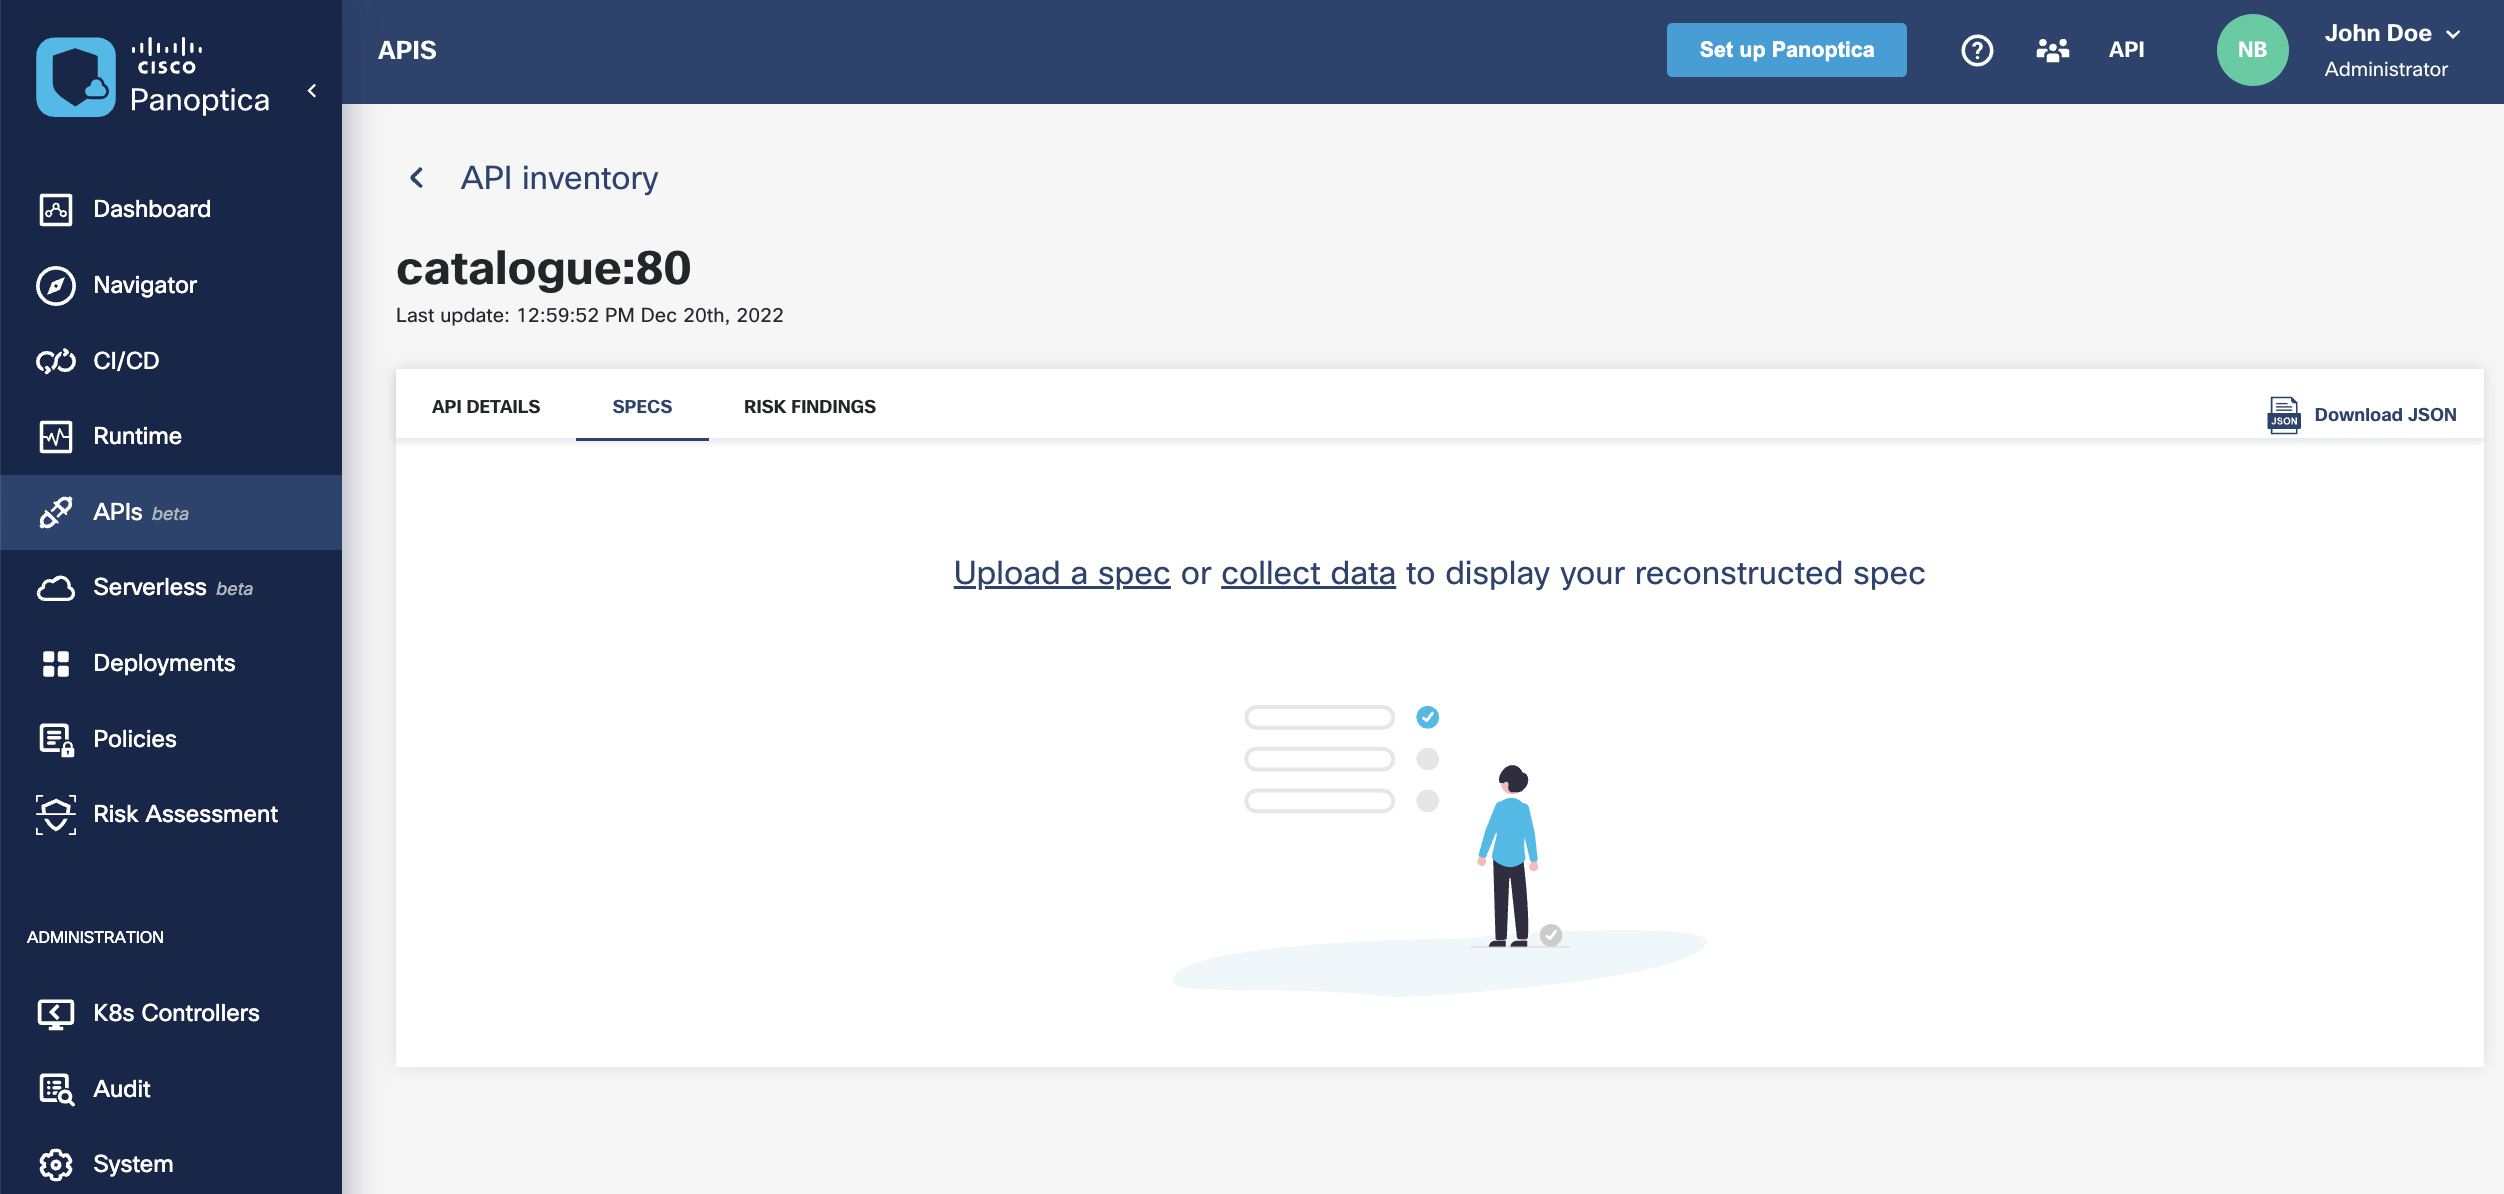 cisco
Panoptica
Dashboard
Navigator
CI/CD
Runtime
APIs beta
Serverless beta
Deployments
Policies
Risk Assessment
ADMINISTRATION
K8s Controllers
Audit
System
APIS
Set up Panoptica
?
API
NB
John Doe
Administrator
API inventory
catalogue:80
Last update: 12:59:52 PM Dec 20th, 2022
API DETAILS
SPECS
RISK FINDINGS
JSON
Download JSON
Upload a spec or collect data to display your reconstructed spec